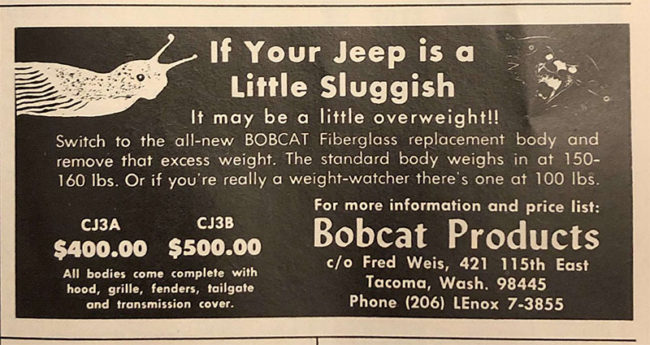 If Your Jeep is a
Little Sluggish
It may be a little overweight!!
Switch to the all-new BOBCAT Fiberglass replacement body and
remove that excess weight. The standard body weighs in at 150-
160 lbs. Or if you're really a weight-watcher there's one at 100 lbs.
CJ3A CJ3B
$400.00 $500.00
All bodies come complete with
hood, grille, fenders, tailgate
and transmission cover.
For more information and price list:
Bobcat Products
c/o Fred Weis, 421 115th East
Tacoma, Wash. 98445
Phone (206) LEnox 7-3855